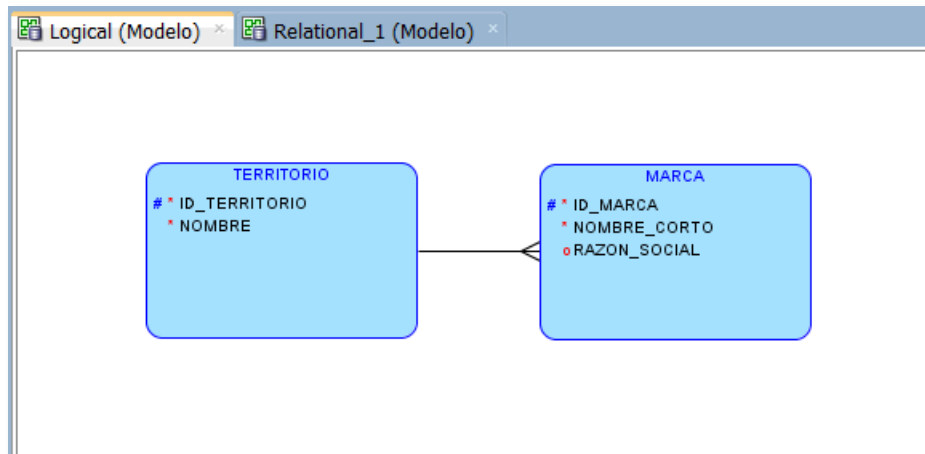 Logical (Modelo) × Relational_1 (Modelo) ×
TERRITORIO
# * ID_TERRITORIO
* NOMBRE
MARCA
# * ID_MARCA
* NOMBRE_CORTO
o RAZON_SOCIAL